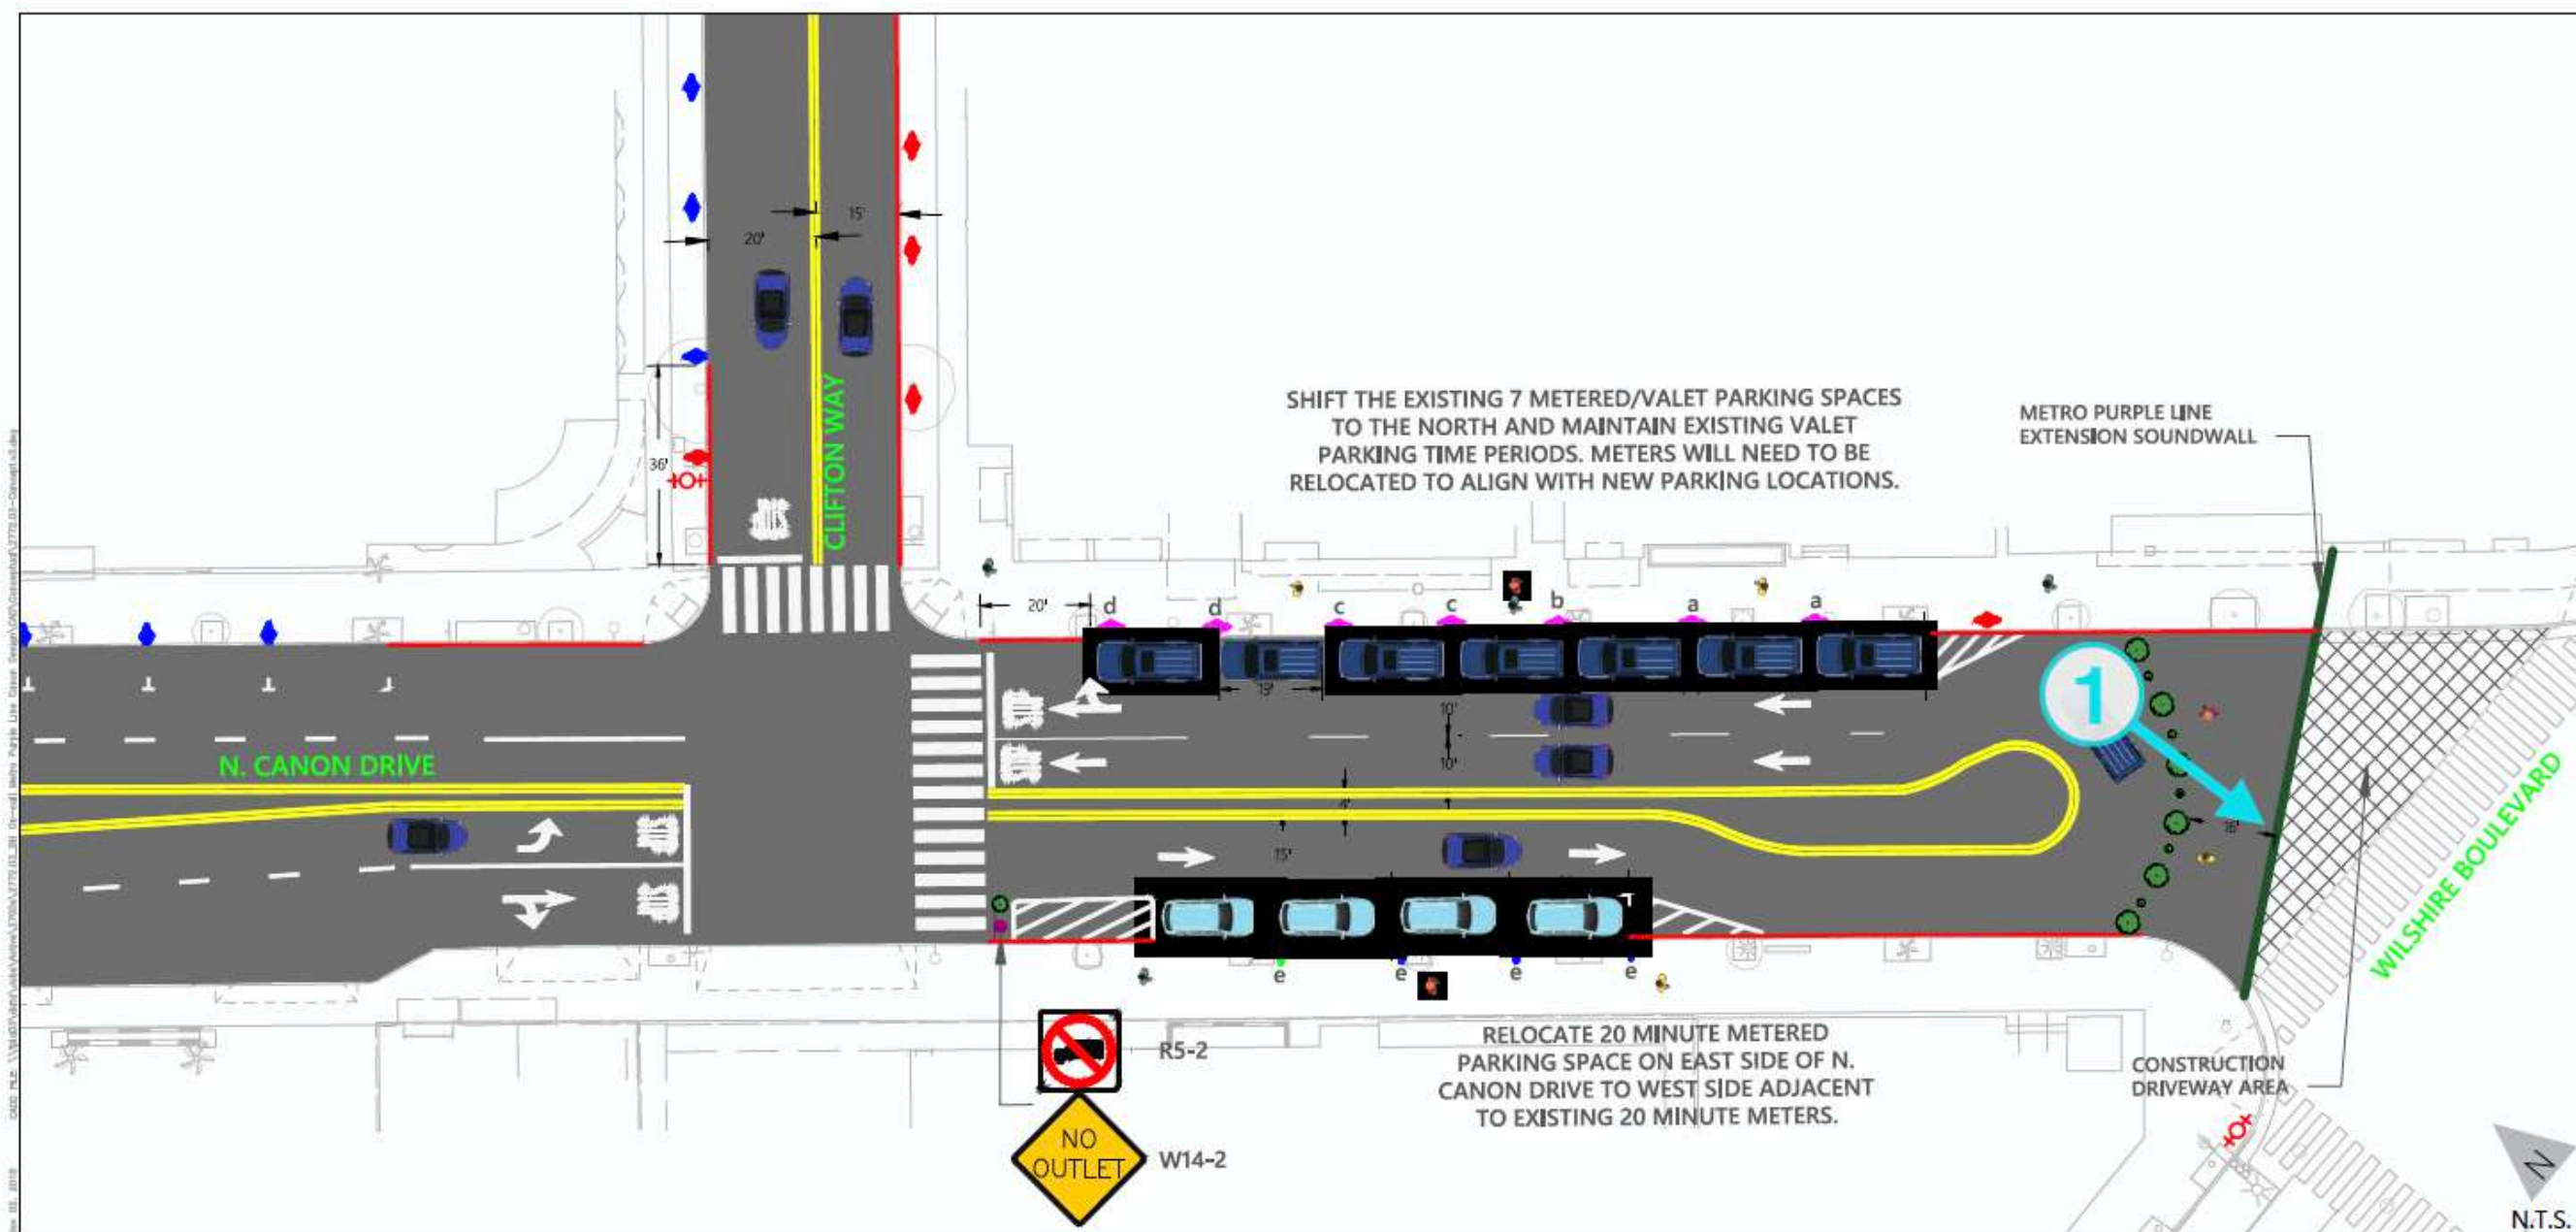 20'
15'
CLIFTON WAY
36'
SHIFT THE EXISTING 7 METERED/VALET PARKING SPACES
TO THE NORTH AND MAINTAIN EXISTING VALET
PARKING TIME PERIODS. METERS WILL NEED TO BE
RELOCATED TO ALIGN WITH NEW PARKING LOCATIONS.
METRO PURPLE LINE
EXTENSION SOUNDWALL
20'
d
d
c
c
b
a
a
19'
10'
10'
1
N. CANON DRIVE
4'
15'
16'
WILSHIRE BOULEVARD
e
e
e
e
R5-2
NO
OUTLET
W14-2
RELOCATE 20 MINUTE METERED
PARKING SPACE ON EAST SIDE OF N.
CANON DRIVE TO WEST SIDE ADJACENT
TO EXISTING 20 MINUTE METERS.
CONSTRUCTION
DRIVEWAY AREA
N
N.T.S.